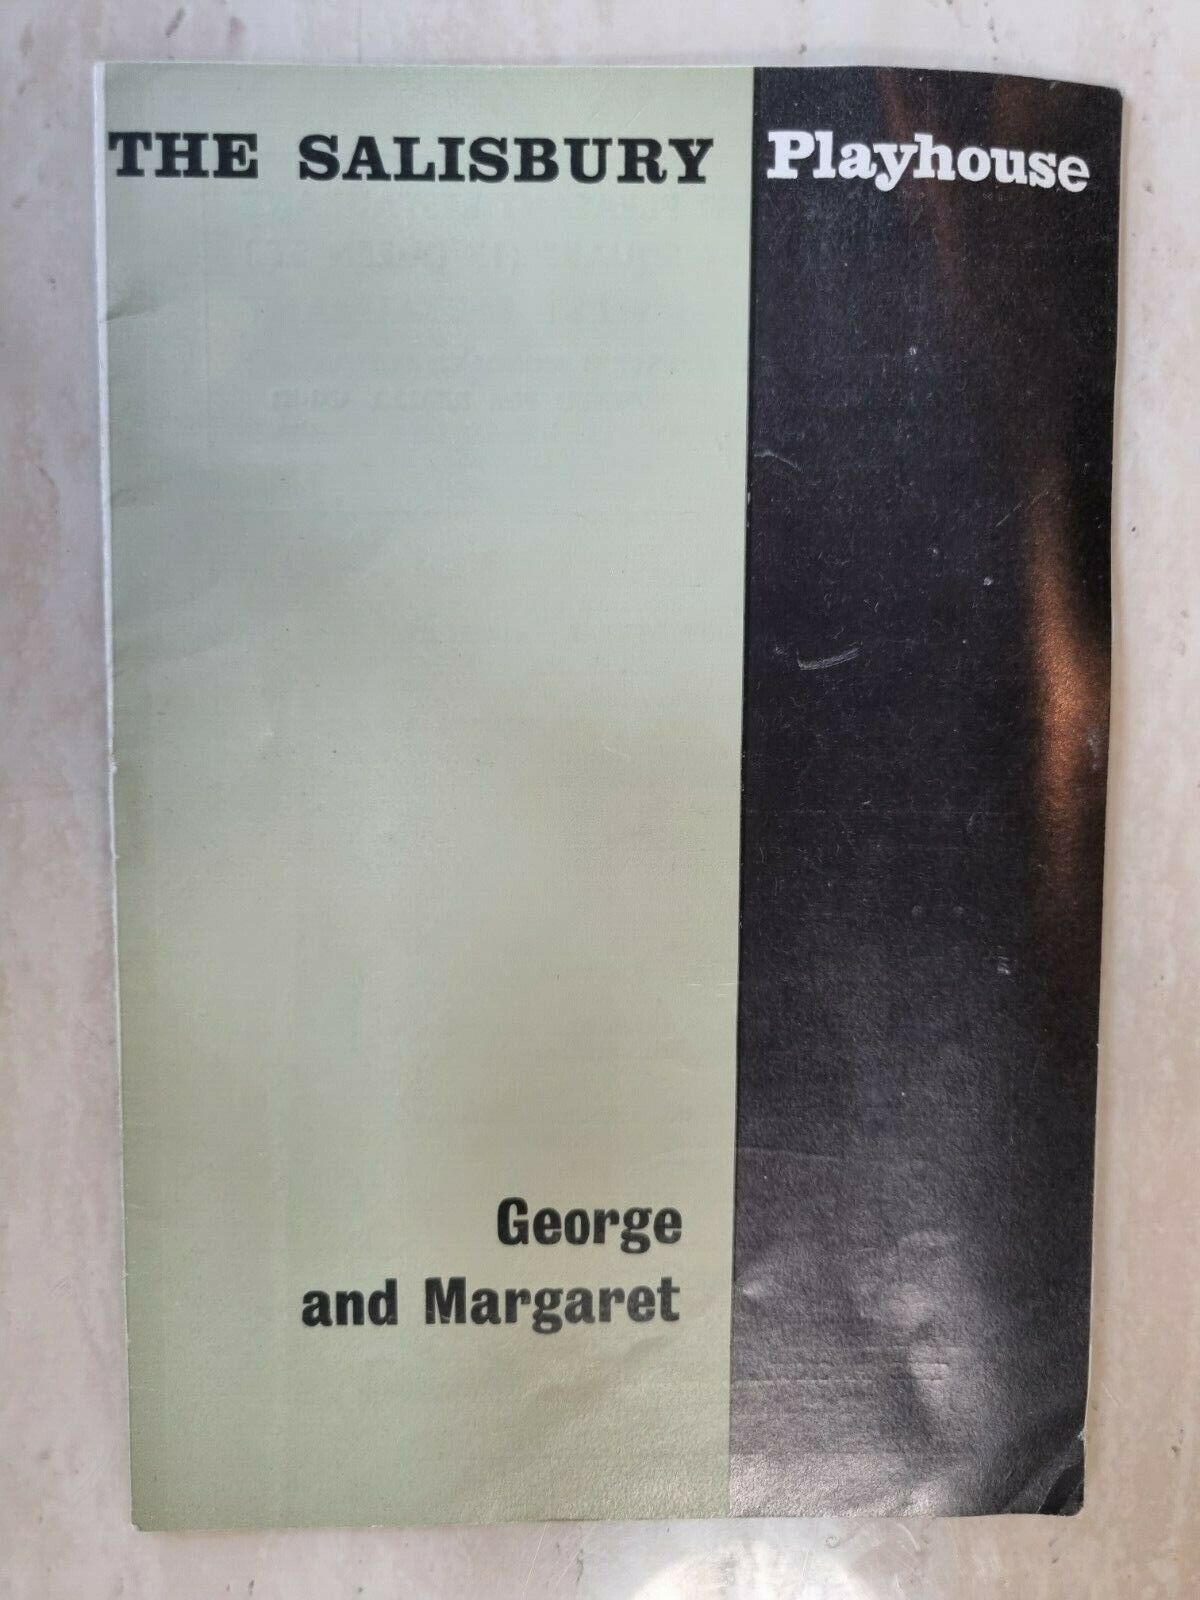 THE SALISBURY Playhouse
George
and Margaret